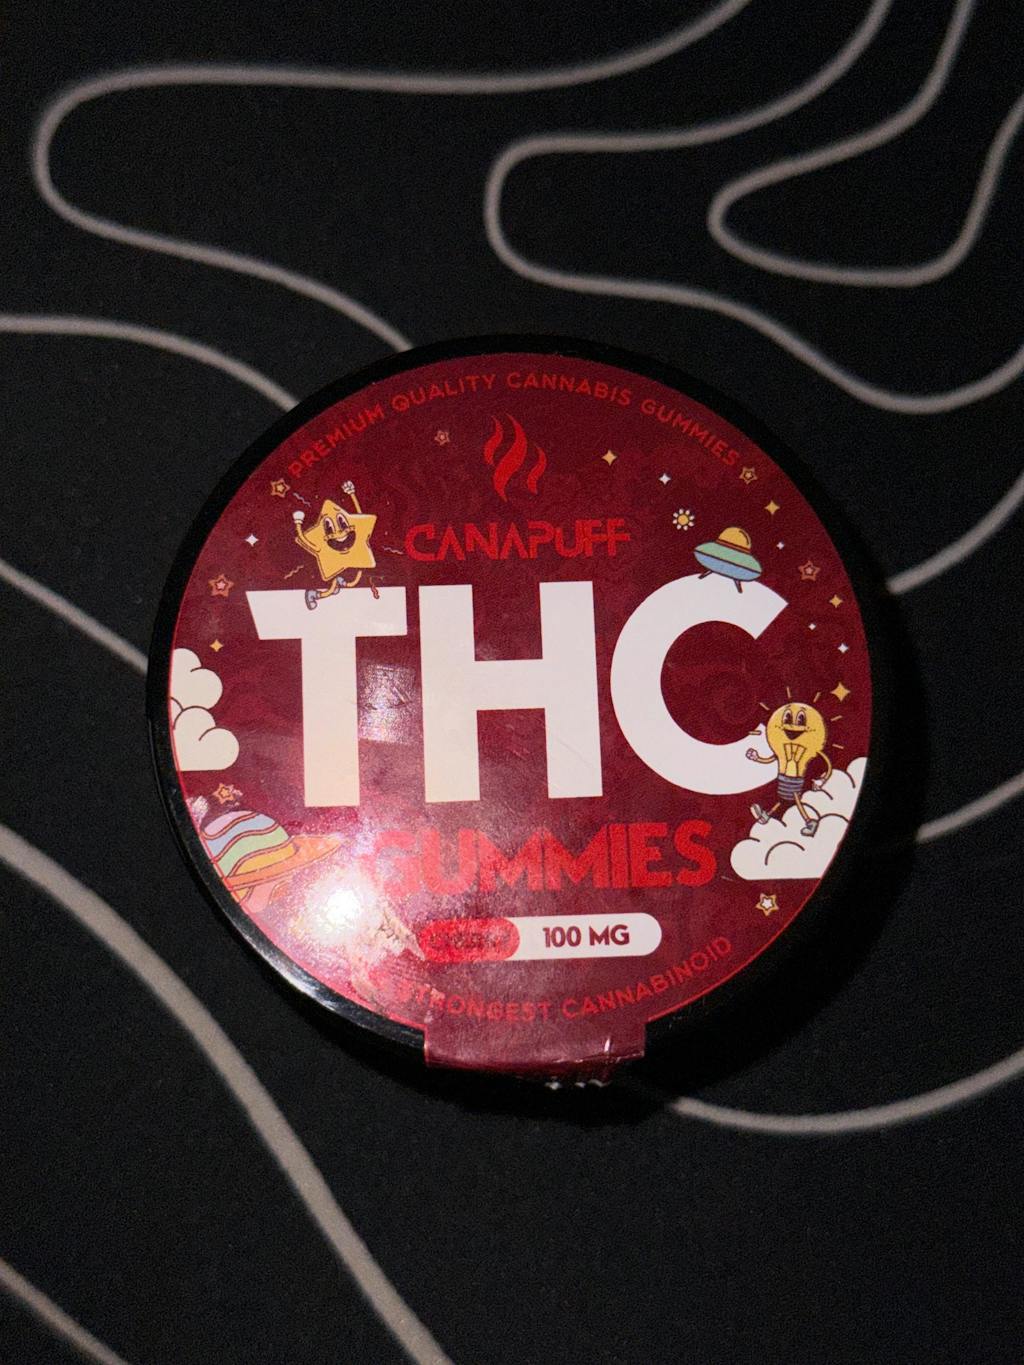 PREMIUM QUALITY CANNABIS GUMMIES
CANAPUFF
THC
GUMMIES
100 MG
STRONGEST CANNABINOID